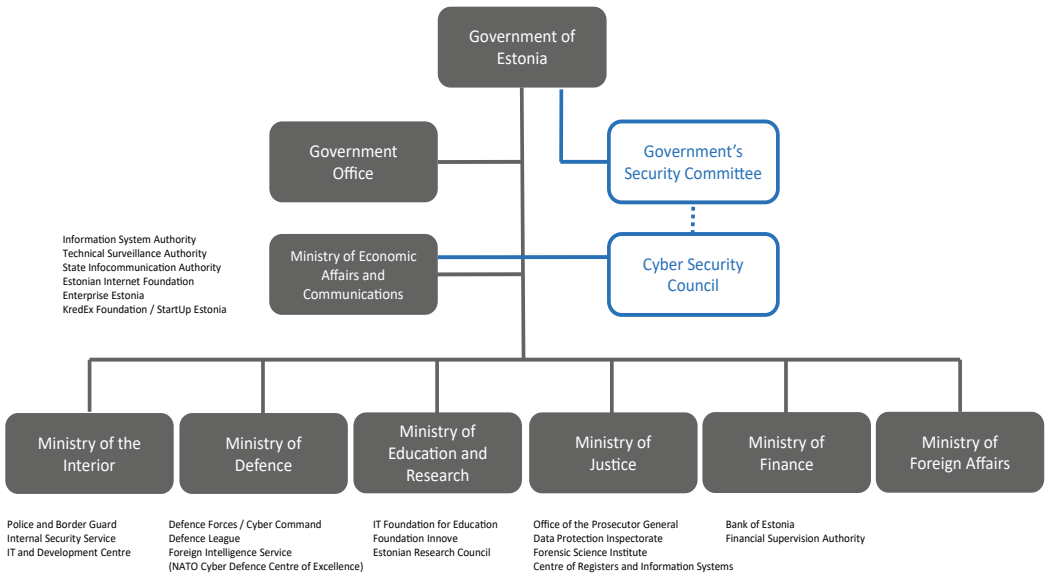 Government of
Estonia
Government
Office
Government's
Security Committee
Information System Authority
Technical Surveillance Authority
State Infocommunication Authority
Estonian Internet Foundation
Enterprise Estonia
KredEx Foundation / StartUp Estonia
Ministry of Economic
Affairs and
Communications
Cyber Security
Council
Ministry of the
Interior
Ministry of
Defence
Ministry of
Education and
Research
Ministry of
Justice
Ministry of
Finance
Ministry of
Foreign Affairs
Police and Border Guard
Internal Security Service
IT and Development Centre
Defence Forces / Cyber Command
Defence League
Foreign Intelligence Service
(NATO Cyber Defence Centre of Excellence)
IT Foundation for Education
Foundation Innove
Estonian Research Council
Office of the Prosecutor General
Data Protection Inspectorate
Forensic Science Institute
Centre of Registers and Information Systems
Bank of Estonia
Financial Supervision Authority